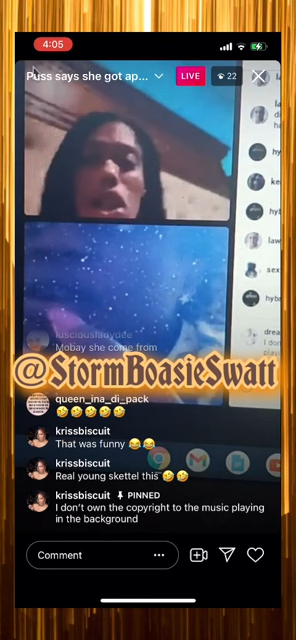 4:05
Puss says she got ap...
LIVE
22
lusciousladydee
Mobay she come from
@StormBoasieSwatt
queen_ina_di_pack
🤣🤣🤣🤣🤣
krissbiscuit
That was funny 😂😂
krissbiscuit
Real young skettel this 🤣🤣
krissbiscuit PINNED
I don't own the copyright to the music playing
in the background
Comment